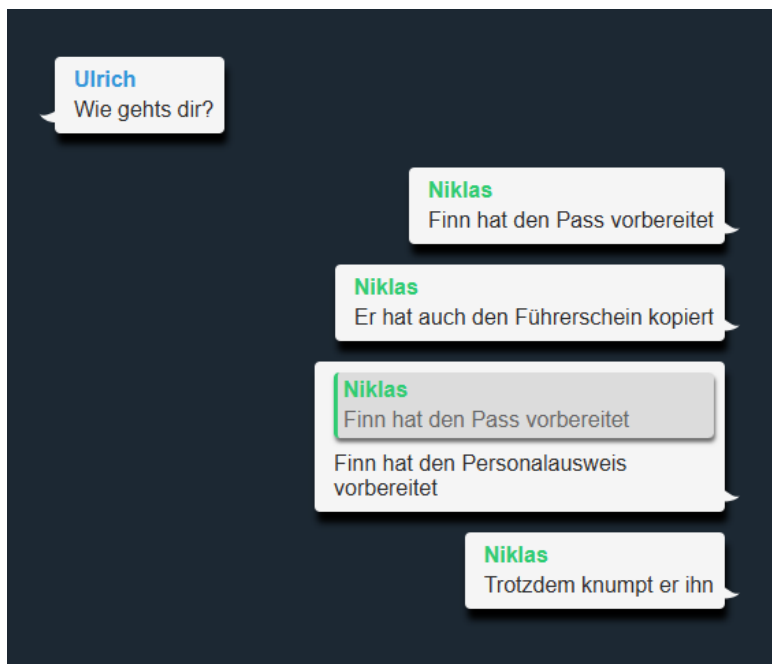 Ulrich
Wie gehts dir?
Niklas
Finn hat den Pass vorbereitet
Niklas
Er hat auch den Führerschein kopiert
Niklas
Finn hat den Pass vorbereitet
Finn hat den Personalausweis
vorbereitet
Niklas
Trotzdem knumpt er ihn